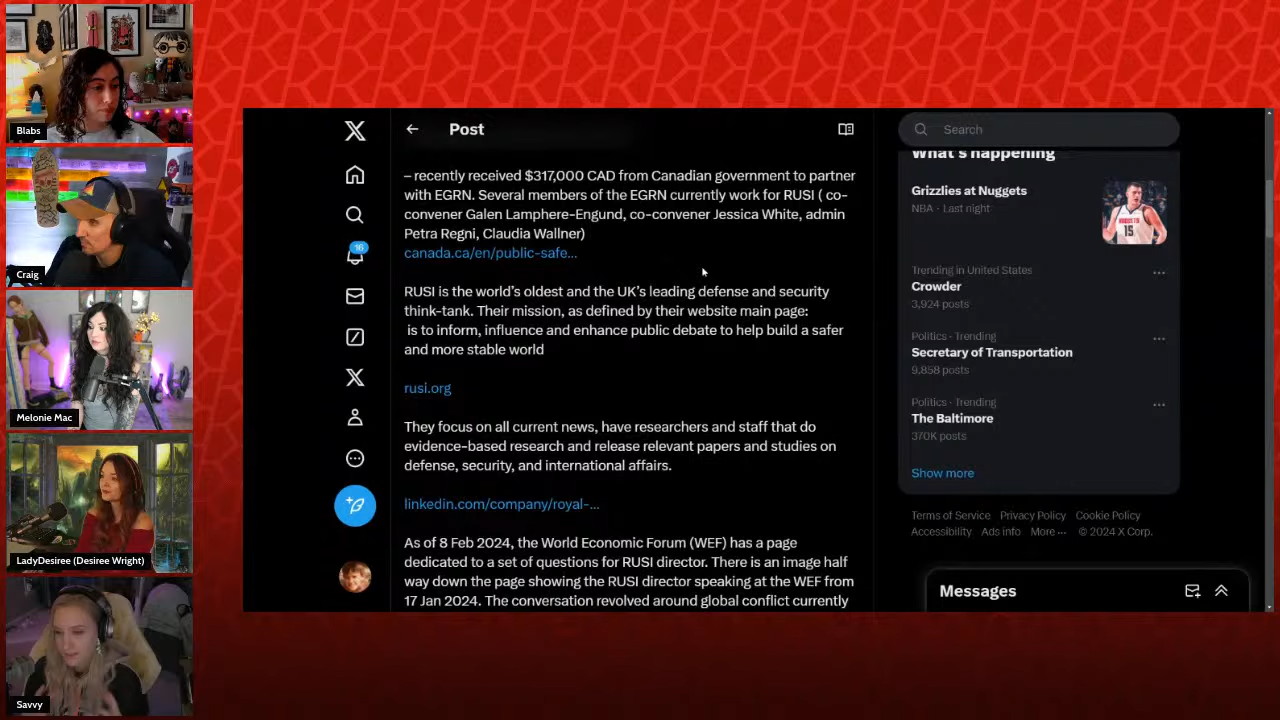 Blabs
Craig
Melonie Mac
LadyDesiree (Desiree Wright)
Savvy
16
Post
– recently received $317,000 CAD from Canadian government to partner
with EGRN. Several members of the EGRN currently work for RUSI ( co-
convener Galen Lamphere-Engund, co-convener Jessica White, admin
Petra Regni, Claudia Wallner)
canada.ca/en/public-safe...
RUSI is the world’s oldest and the UK’s leading defense and security
think-tank. Their mission, as defined by their website main page:
is to inform, influence and enhance public debate to help build a safer
and more stable world
rusi.org
They focus on all current news, have researchers and staff that do
evidence-based research and release relevant papers and studies on
defense, security, and international affairs.
linkedin.com/company/royal-...
As of 8 Feb 2024, the World Economic Forum (WEF) has a page
dedicated to a set of questions for RUSI director. There is an image half
way down the page showing the RUSI director speaking at the WEF from
17 Jan 2024. The conversation revolved around global conflict currently
Search
What's happening
Grizzlies at Nuggets
NBA · Last night
15
Trending in United States
Crowder
3,924 posts
Politics · Trending
Secretary of Transportation
9,858 posts
Politics · Trending
The Baltimore
370K posts
Show more
Terms of Service Privacy Policy Cookie Policy
Accessibility Ads info More ··· © 2024 X Corp.
Messages